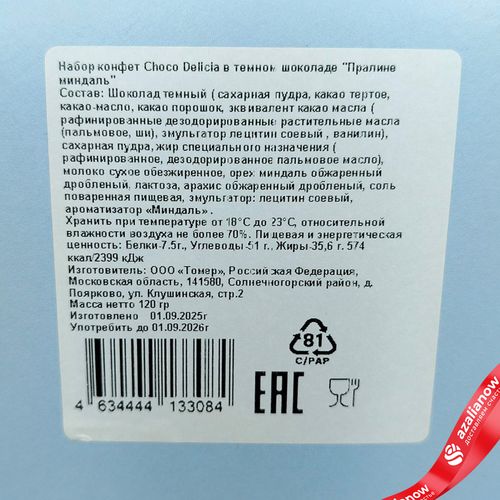 Набор конфет Choco Delicia в темном шоколаде "Пралине
миндаль"
Состав: Шоколад темный ( сахарная пудра, какао тертое,
какао-масло, какао порошок, эквивалент какао масла (
рафинированные дезодорированные растительные масла
(пальмовое, ши), эмульгатор лецитин соевый , ванилин),
сахарная пудра, жир специального назначения (
рафинированное, дезодорированное пальмовое масло),
молоко сухое обезжиренное, орех миндаль обжаренный
дробленый, лактоза, арахис обжаренный дробленый, соль
поваренная пищевая, эмульгатор: лецитин соевый,
ароматизатор «Миндаль» .
Хранить при температуре от 18°С до 23°С, относительной
влажности воздуха не более 70%. Пищевая и энергетическая
ценность: Белки-7.5г., Углеводы-51 г., Жиры-35,6 г. 574
ккал/2399 кДж
Изготовитель: ООО «Томер», Российская Федерация,
Московская область, 141580, Солнечногорский район, д.
Поярково, ул. Клушинская, стр.2
Масса нетто 120 гр
Изготовлено 01.09.2025г
Употребить до 01.09.2026г
81
C/PAP
4 634444 133084
EAC
azalianow
доставляем счастье
azalianow